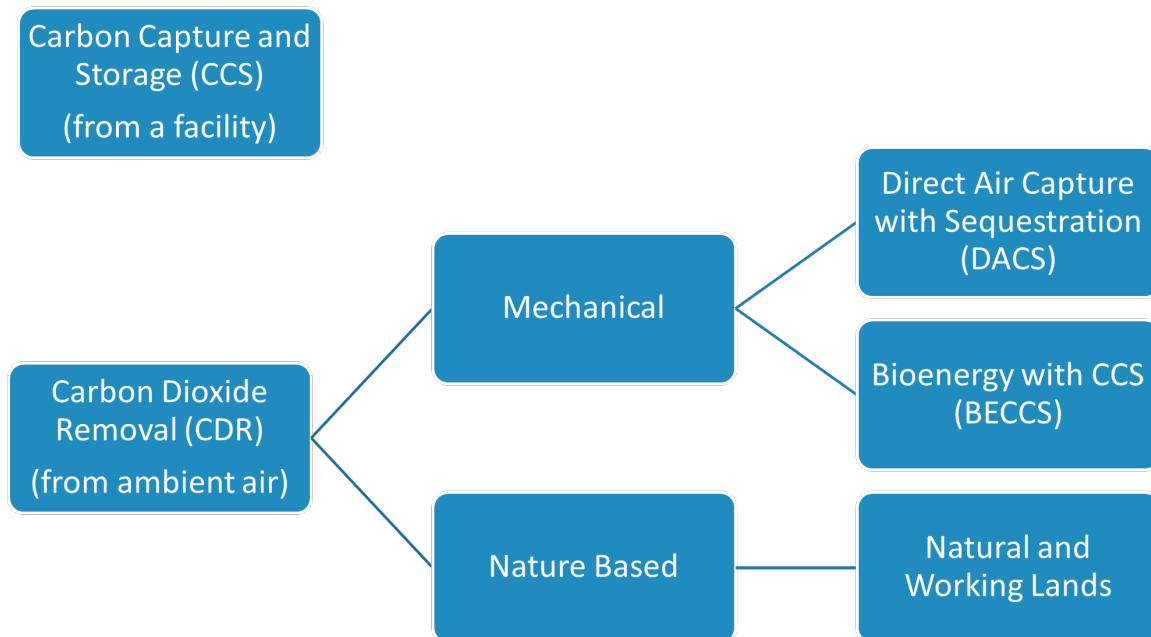 Carbon Capture and
Storage (CCS)
(from a facility)
Direct Air Capture
with Sequestration
(DACS)
Mechanical
Bioenergy with CCS
(BECCS)
Carbon Dioxide
Removal (CDR)
(from ambient air)
Nature Based
Natural and
Working Lands